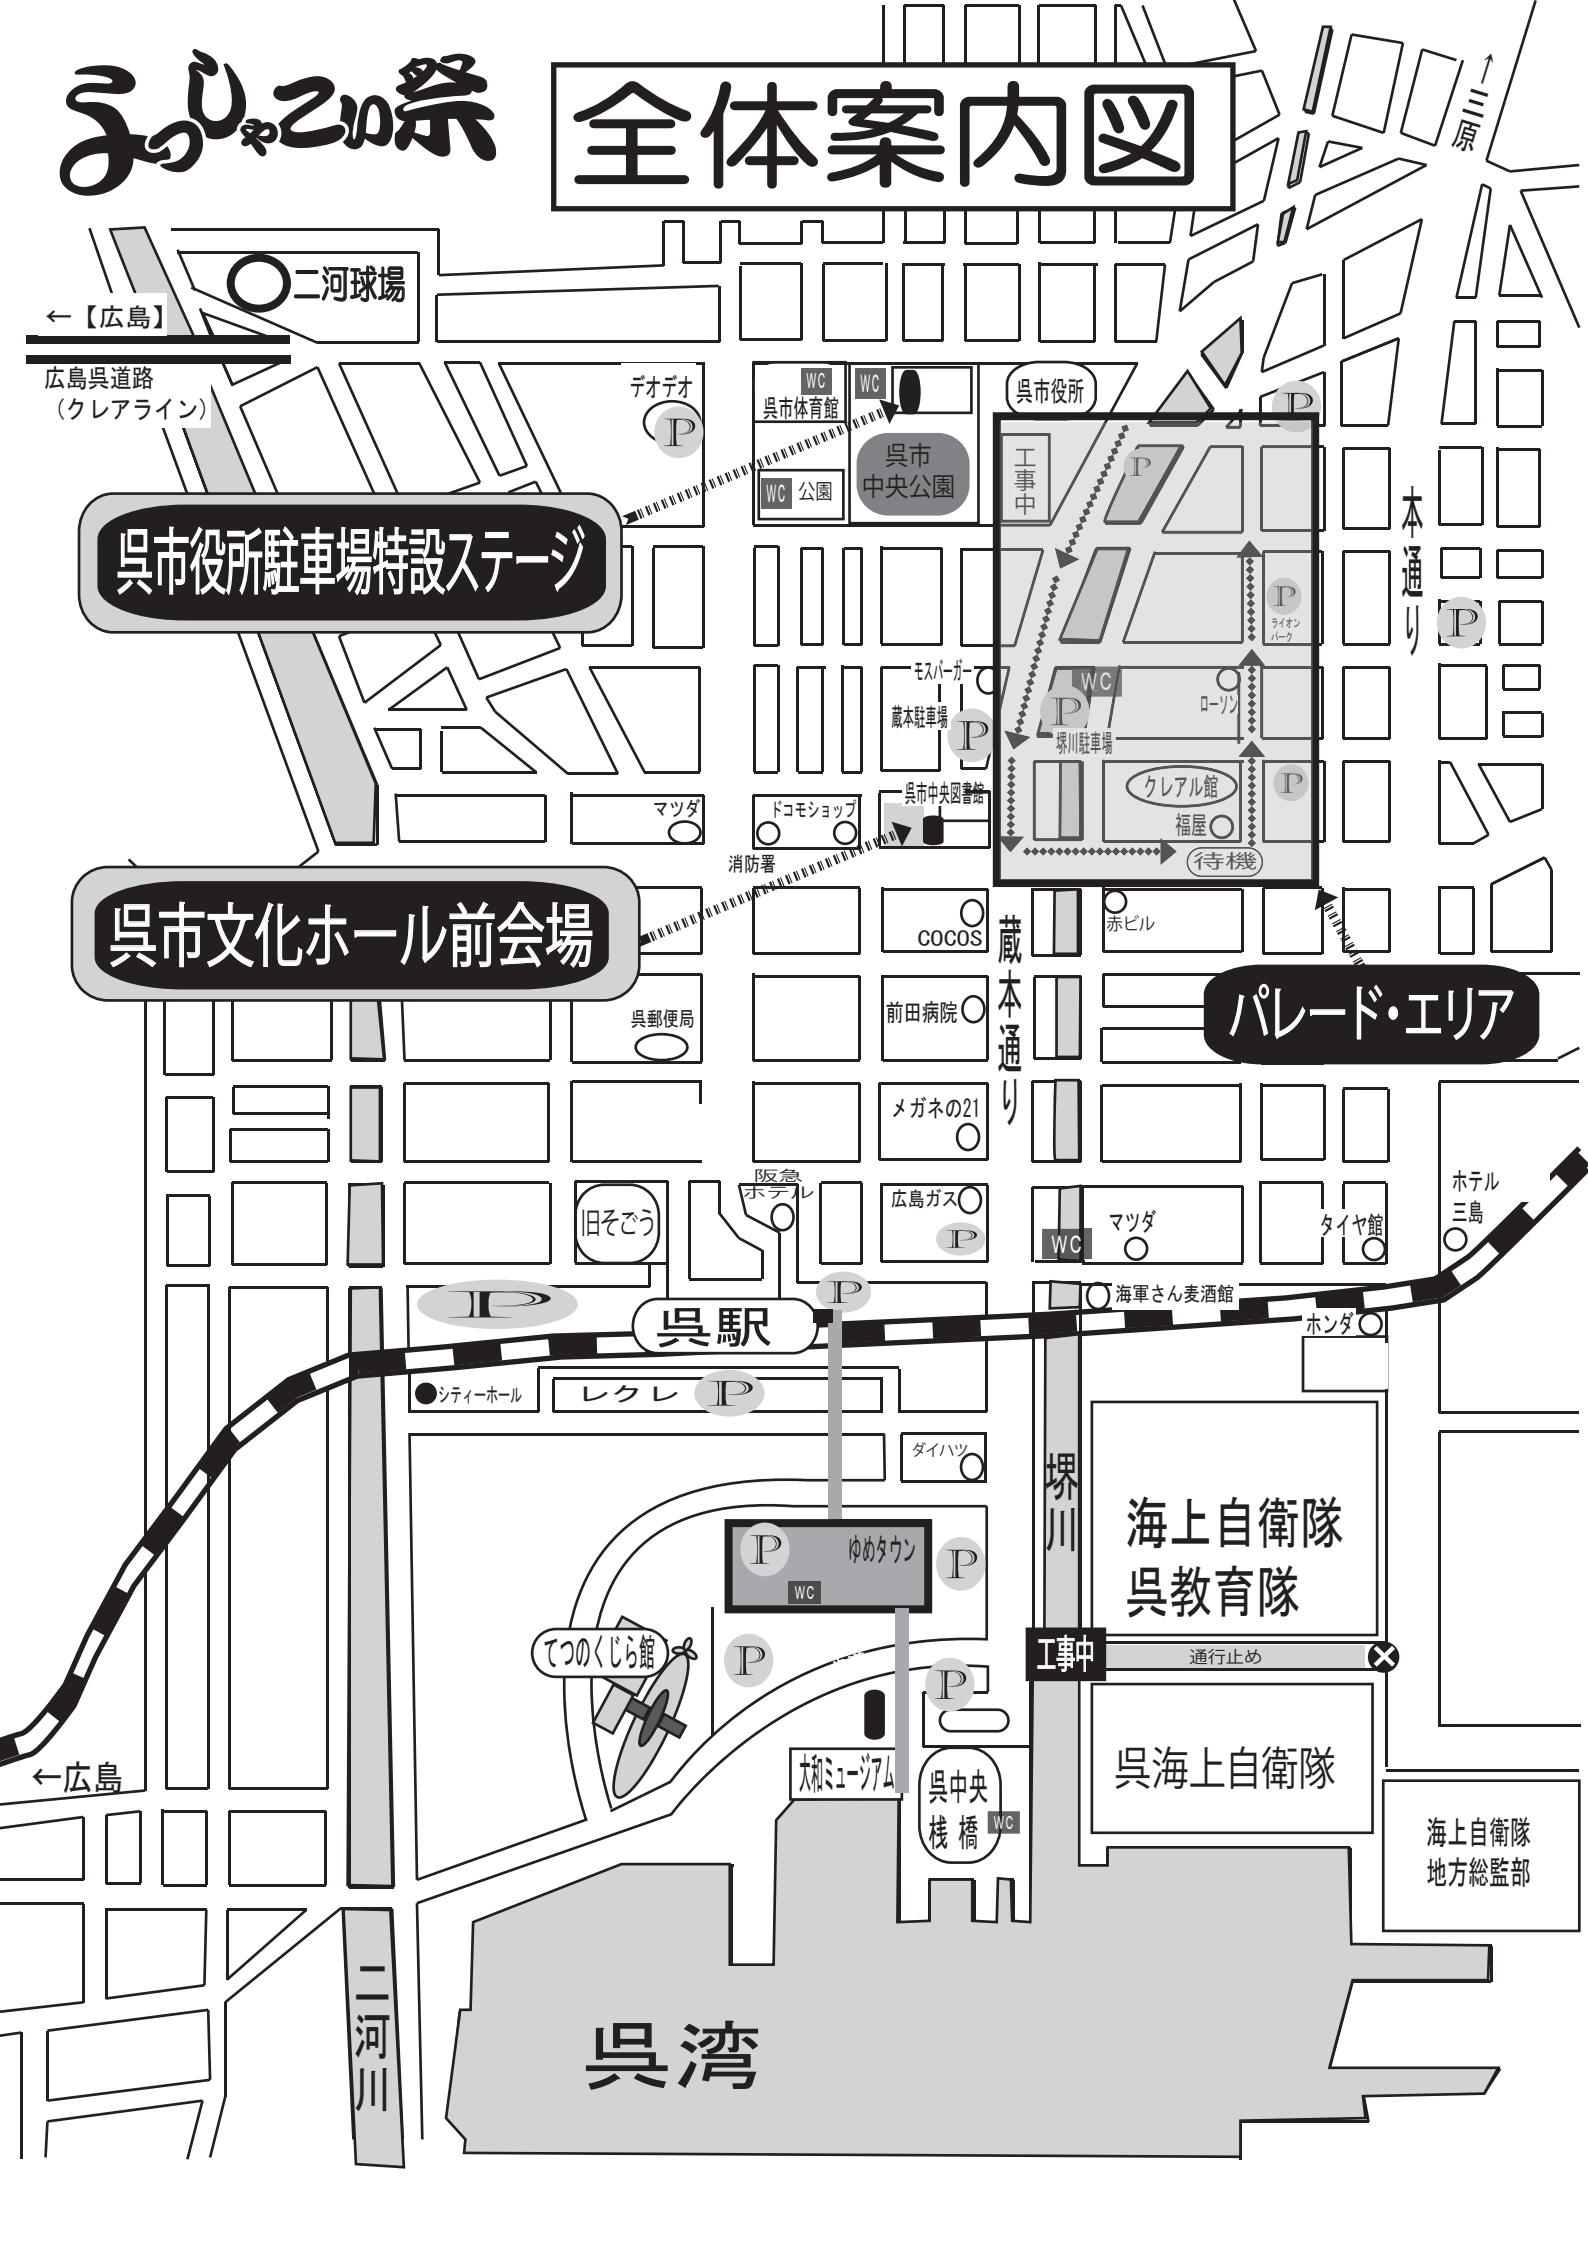 よっしゃこい祭
全体案内図
→三原
二河球場
←【広島】
広島呉道路
（クレアライン）
デオデオ
P
WC
呉市体育館
WC
呉市役所
P
呉市
中央公園
WC
公園
工事中
P
本通り
呉市役所駐車場特設ステージ
P
ライオン
パーク
P
モスバーガー
WC
ローソン
蔵本駐車場
P
P
堺川駐車場
クレアル館
P
呉市中央図書館
マツダ
ドコモショップ
福屋
消防署
待機
呉市文化ホール前会場
COCOS
蔵本通り
赤ビル
前田病院
呉郵便局
パレード・エリア
メガネの21
阪急
ホテル
旧そごう
広島ガス
P
WC
マツダ
タイヤ館
ホテル
三島
P
P
呉駅
海軍さん麦酒館
ホンダ
シティーホール
レクレ
P
ダイハツ
堺川
海上自衛隊
呉教育隊
P
ゆめタウン
WC
P
てつのくじら館
P
工事中
通行止め
P
←広島
大和ミュージアム
呉中央
桟橋
WC
呉海上自衛隊
海上自衛隊
地方総監部
二河川
呉湾